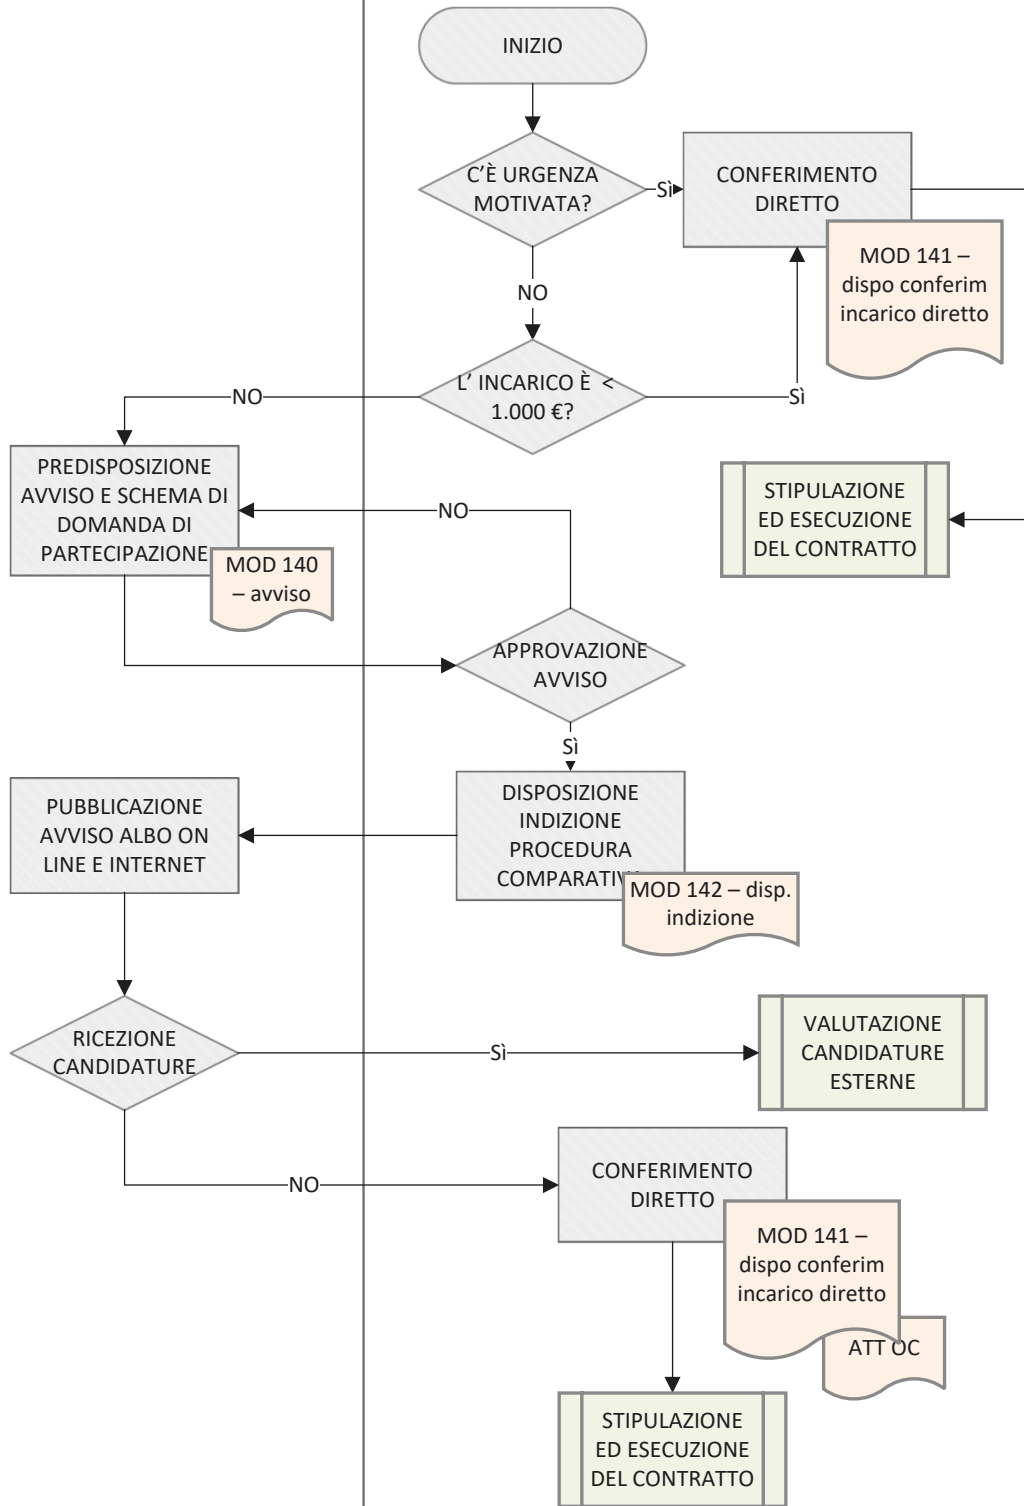 INIZIO
C'È URGENZA
MOTIVATA?
Sì
CONFERIMENTO
DIRETTO
MOD 141 –
dispo conferim
incarico diretto
NO
L' INCARICO È <
1.000 €?
NO
Sì
PREDISPOSIZIONE
AVVISO E SCHEMA DI
DOMANDA DI
PARTECIPAZIONE
MOD 140
– avviso
NO
STIPULAZIONE
ED ESECUZIONE
DEL CONTRATTO
APPROVAZIONE
AVVISO
Sì
PUBBLICAZIONE
AVVISO ALBO ON
LINE E INTERNET
DISPOSIZIONE
INDIZIONE
PROCEDURA
COMPARATIV
MOD 142 – disp.
indizione
RICEZIONE
CANDIDATURE
Sì
VALUTAZIONE
CANDIDATURE
ESTERNE
NO
CONFERIMENTO
DIRETTO
MOD 141 –
dispo conferim
incarico diretto
ATT OC
STIPULAZIONE
ED ESECUZIONE
DEL CONTRATTO